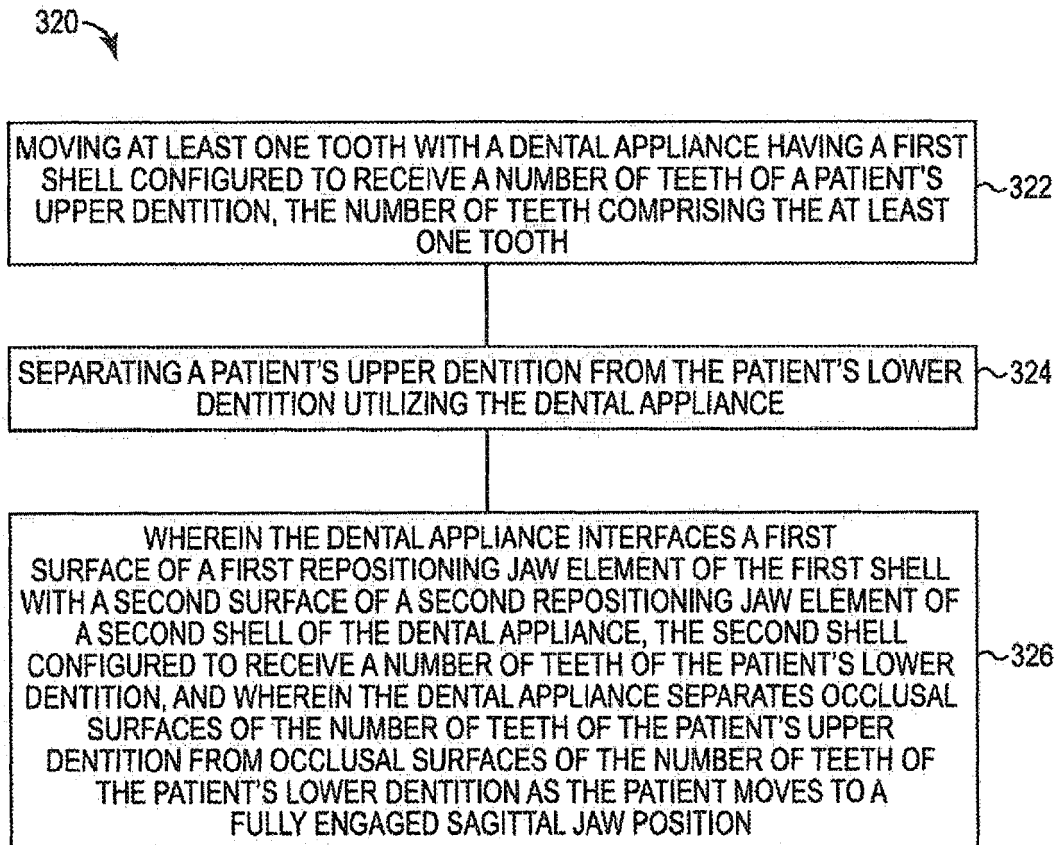 320
MOVING AT LEAST ONE TOOTH WITH A DENTAL APPLIANCE HAVING A FIRST
SHELL CONFIGURED TO RECEIVE A NUMBER OF TEETH OF A PATIENT'S
UPPER DENTITION, THE NUMBER OF TEETH COMPRISING THE AT LEAST
ONE TOOTH
322
SEPARATING A PATIENT'S UPPER DENTITION FROM THE PATIENT'S LOWER
DENTITION UTILIZING THE DENTAL APPLIANCE
324
WHEREIN THE DENTAL APPLIANCE INTERFACES A FIRST
SURFACE OF A FIRST REPOSITIONING JAW ELEMENT OF THE FIRST SHELL
WITH A SECOND SURFACE OF A SECOND REPOSITIONING JAW ELEMENT OF
A SECOND SHELL OF THE DENTAL APPLIANCE, THE SECOND SHELL
CONFIGURED TO RECEIVE A NUMBER OF TEETH OF THE PATIENT'S LOWER
DENTITION, AND WHEREIN THE DENTAL APPLIANCE SEPARATES OCCLUSAL
SURFACES OF THE NUMBER OF TEETH OF THE PATIENT'S UPPER
DENTITION FROM OCCLUSAL SURFACES OF THE NUMBER OF TEETH OF
THE PATIENT'S LOWER DENTITION AS THE PATIENT MOVES TO A
FULLY ENGAGED SAGITTAL JAW POSITION
326